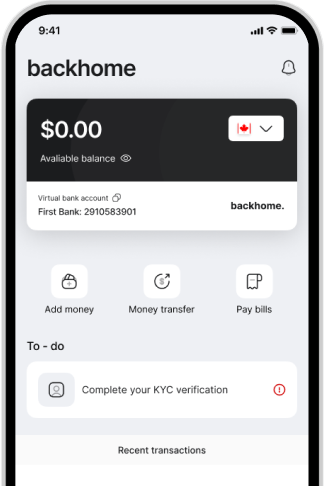 9:41
backhome
$0.00
Avaliable balance
Virtual bank account
First Bank: 2910583901
backhome.
Add money
Money transfer
Pay bills
To - do
Complete your KYC verification
Recent transactions